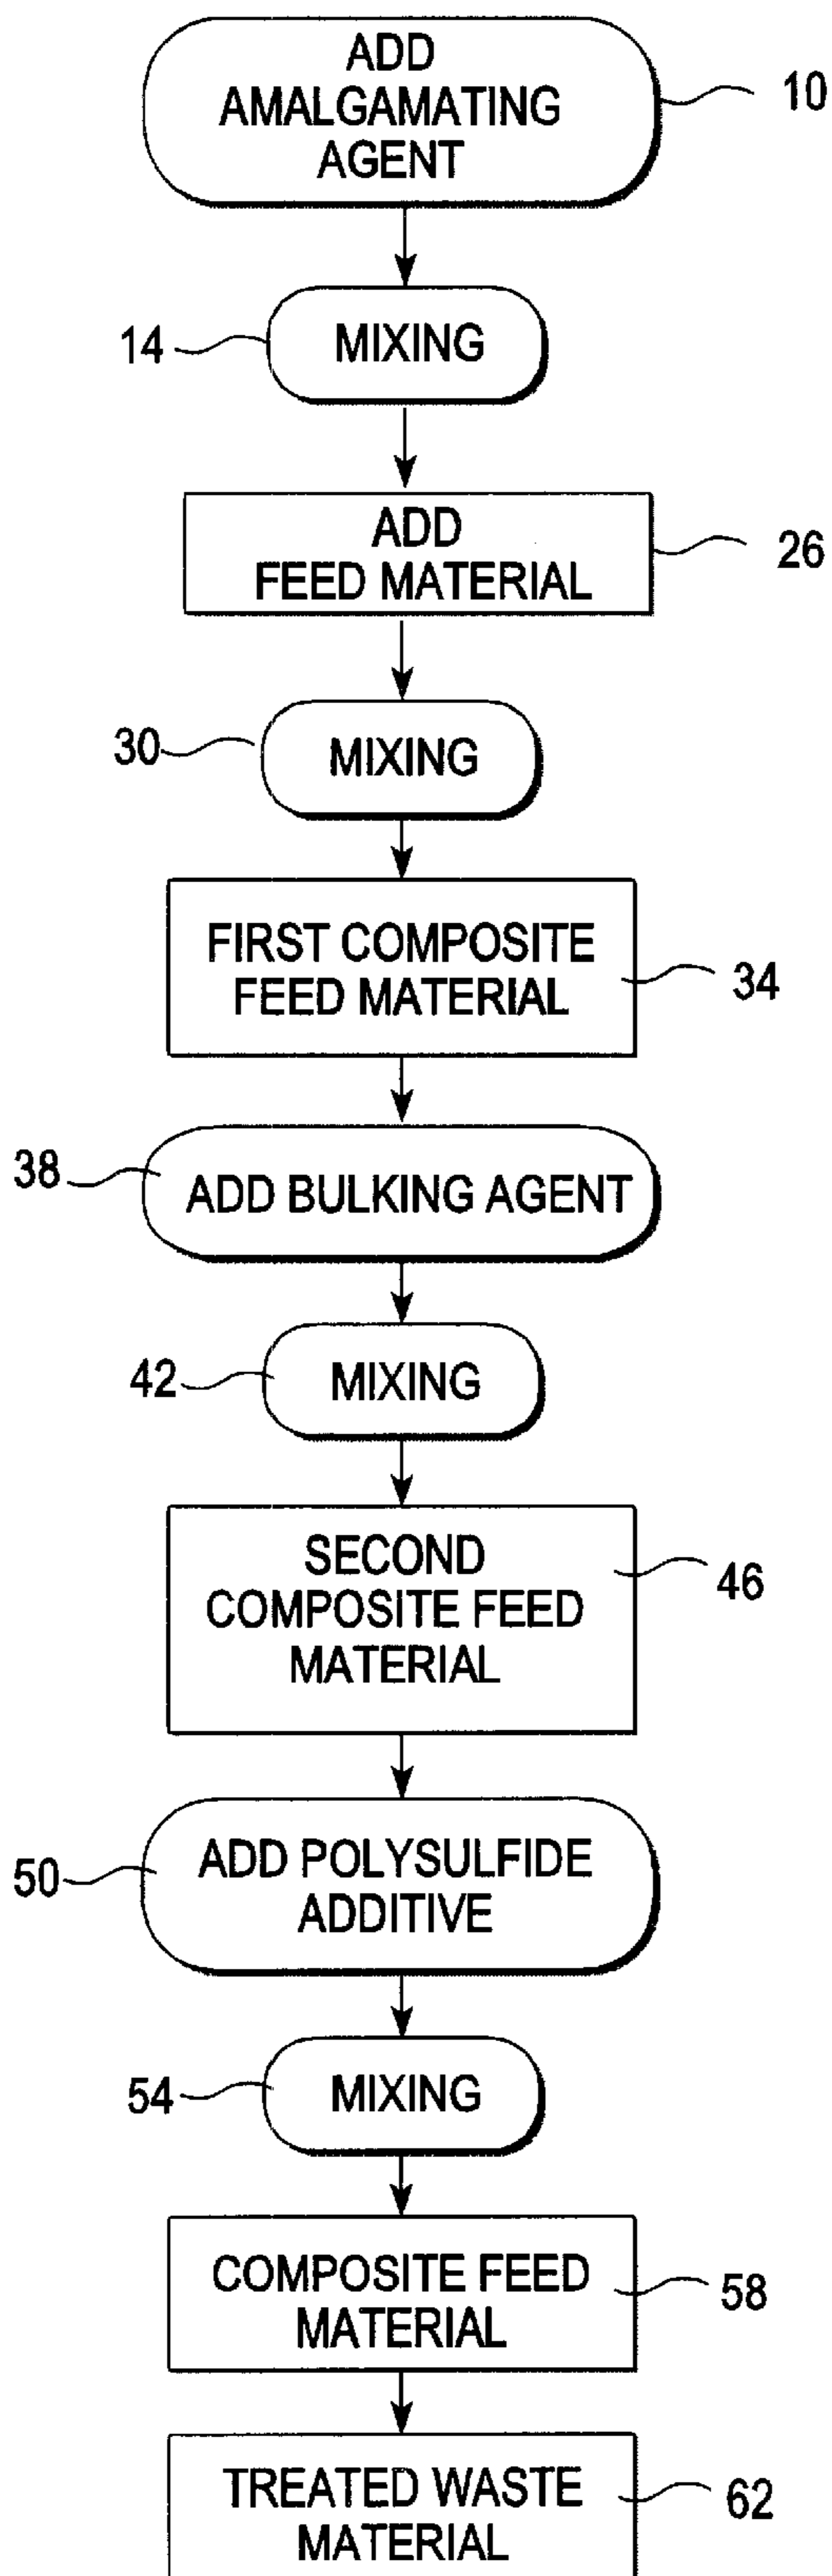 ADD
AMALGAMATING
AGENT
10
14
MIXING
ADD
FEED MATERIAL
26
30
MIXING
FIRST COMPOSITE
FEED MATERIAL
34
38
ADD BULKING AGENT
42
MIXING
SECOND
COMPOSITE FEED
MATERIAL
46
50
ADD POLYSULFIDE
ADDITIVE
54
MIXING
COMPOSITE FEED
MATERIAL
58
TREATED WASTE
MATERIAL
62